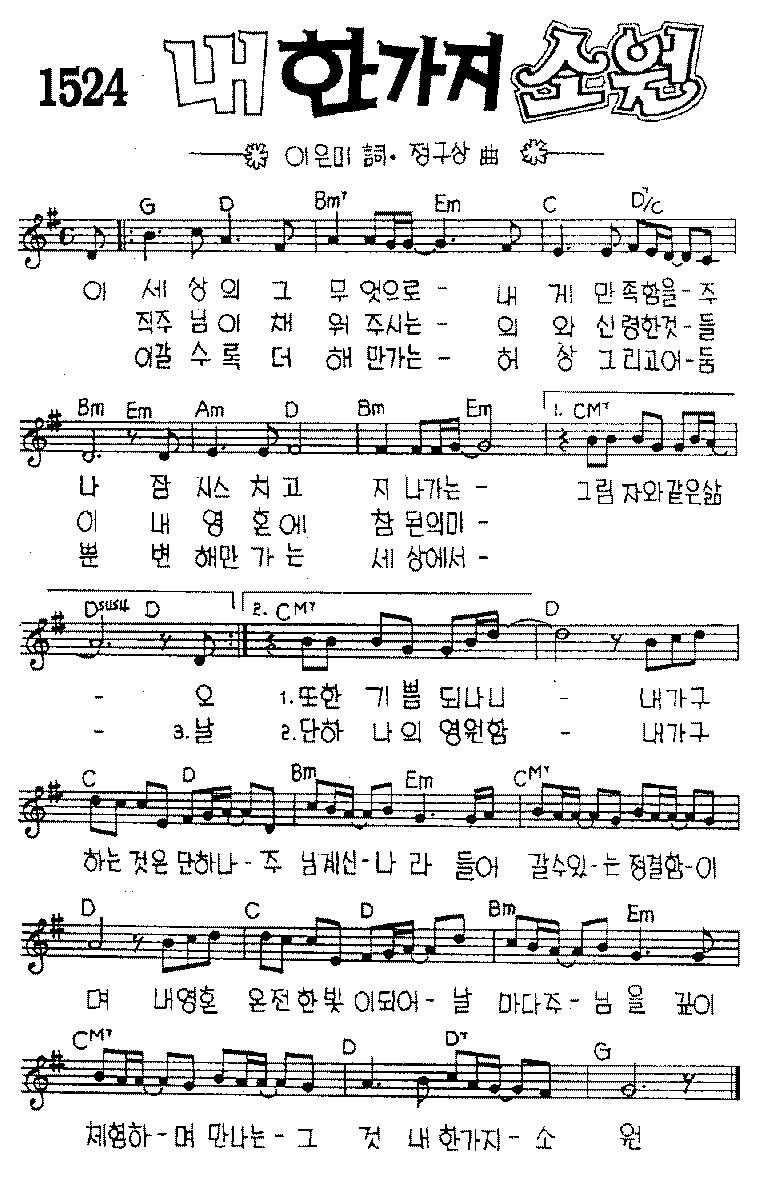 1524 내 한가지 소원
이은미 詞· 정구상 曲
G D Bm7 Em C D7/C
이 세 상 의 그 무 엇으로 - 내 게 만 족함을-주
직주 님 이 채 워 주시는 - 의 와 신 령한것-들
이갈 수 록 더 해 만가는 - 허 상 그리고어-둠
Bm Em Am D Bm Em 1. CM7
나 잠 시스 치 고 지 나가는 - 그림 자와 같은삶
이 내 영 혼 에 참 된의미 -
뿐 변 해만 가 는 세 상에서 -
Dsus4 D 2. CM7 D
- 오 1.또한 기 쁨 되나니 - 내가구
- 3.날 2.단하 나의 영원함 - 내가구
C D Bm Em CM7
하는 것은 단하나 - 주 님계신-나 라 들어 갈수있-는 정결함-이
D C D Bm Em
며 내영혼 온전한빛 이되어-날 마다주-님 을 깊이
CM7 D D7 G
체험하-며 만나는-그 것 내 한가지-소 원